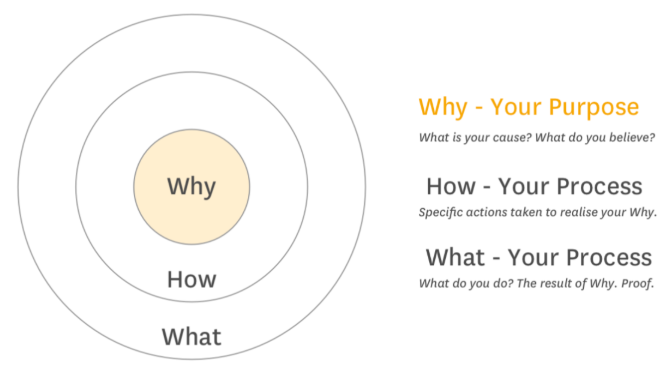 Why
How
What
Why - Your Purpose
What is your cause? What do you believe?
How - Your Process
Specific actions taken to realise your Why.
What - Your Process
What do you do? The result of Why. Proof.